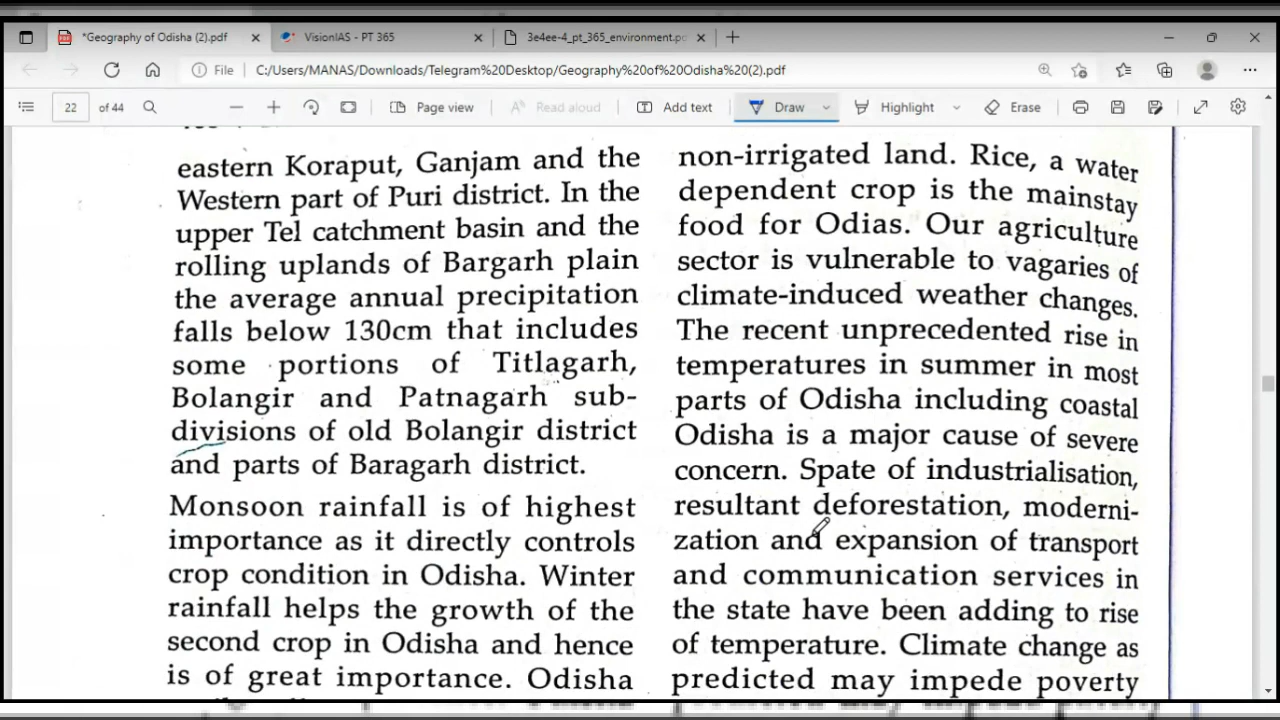 *Geography of Odisha (2).pdf
VisionIAS - PT 365
3e4ee-4_pt_365_environment.pd
File
C:/Users/MANAS/Downloads/Telegram%20Desktop/Geography%20of%20Odisha%20(2).pdf
22 of 44
Page view
Read aloud
Add text
Draw
Highlight
Erase
eastern Koraput, Ganjam and the
Western part of Puri district. In the
upper Tel catchment basin and the
rolling uplands of Bargarh plain
the average annual precipitation
falls below 130cm that includes
some portions of Titlagarh,
Bolangir and Patnagarh sub-
divisions of old Bolangir district
and parts of Baragarh district.
Monsoon rainfall is of highest
importance as it directly controls
crop condition in Odisha. Winter
rainfall helps the growth of the
second crop in Odisha and hence
is of great importance. Odisha
non-irrigated land. Rice, a water
dependent crop is the mainstay
food for Odias. Our agriculture
sector is vulnerable to vagaries of
climate-induced weather changes.
The recent unprecedented rise in
temperatures in summer in most
parts of Odisha including coastal
Odisha is a major cause of severe
concern. Spate of industrialisation,
resultant deforestation, moderni-
zation and expansion of transport
and communication services in
the state have been adding to rise
of temperature. Climate change as
predicted may impede poverty